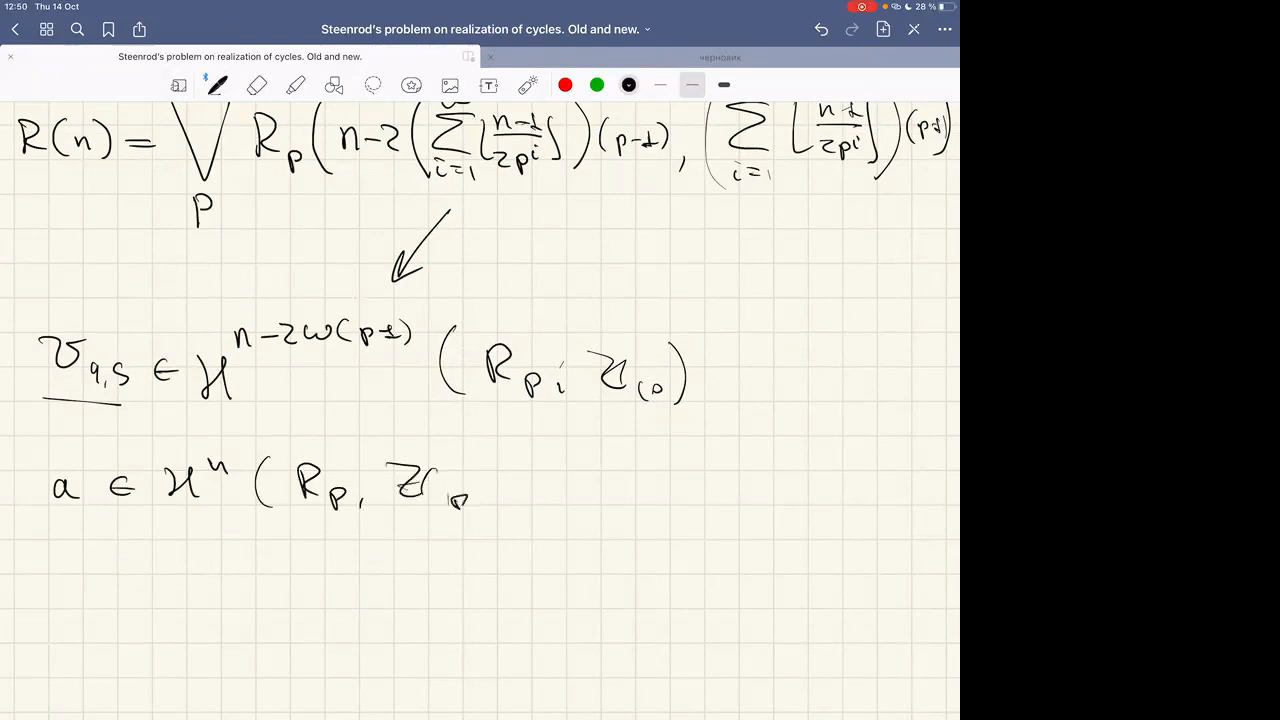 12:50 Thu 14 Oct 28 %
Steenrod's problem on realization of cycles. Old and new.
Steenrod's problem on realization of cycles. Old and new. черновик
R(n) = ⋁_p R_p(n-2(∑_{i=1}^{∞}⌊(n-1)/(2p^i)⌋)(p-1), (∑_{i=1} ⌊(n-1)/(2p^i)⌋)(p-1)
v_{q,s} ∈ H^{n-2ω(p-1)} (R_p; Z_{(p)})
a ∈ H^n (R_p, Z_{(p}